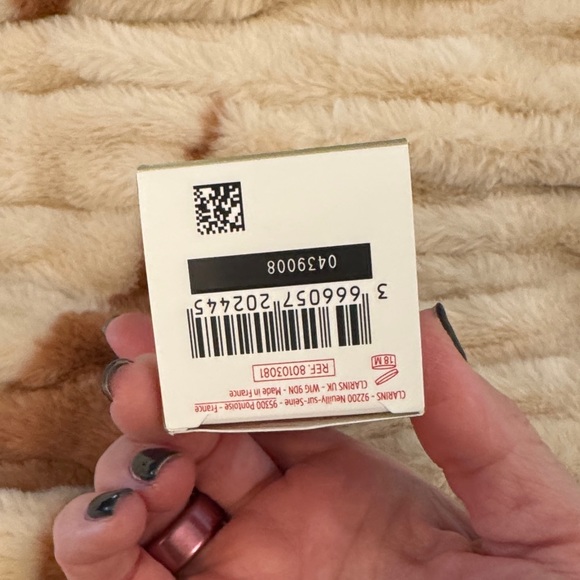 CLARINS - 92200 Neuilly-sur-Seine - 95300 Pontoise - France
CLARINS UK - W1G 9DN - Made in France
18 M
REF. 80103081
3 666057 202445
0439008